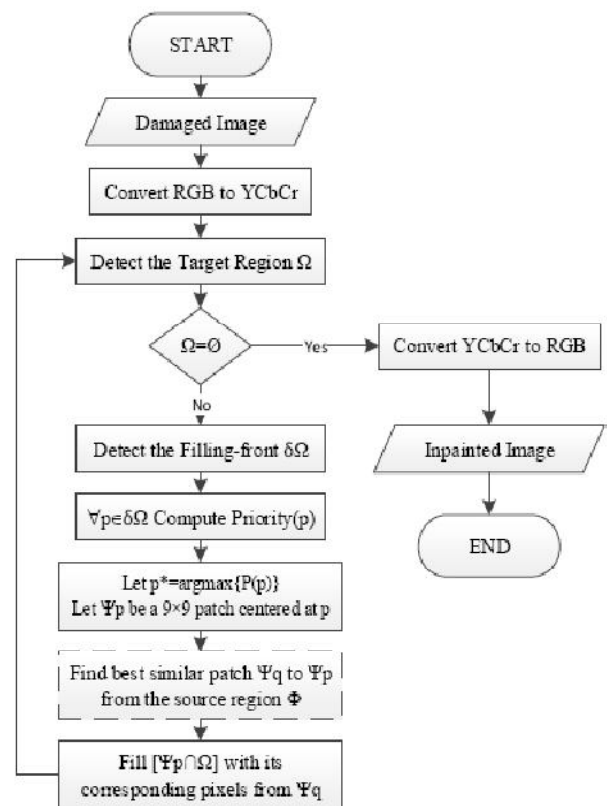 START
Damaged Image
Convert RGB to YCbCr
Detect the Target Region Ω
Ω=Ø
Yes
Convert YCbCr to RGB
No
Inpainted Image
Detect the Filling-front δΩ
∀p∈δΩ Compute Priority(p)
END
Let p*=argmax{P(p)}
Let Ψp be a 9×9 patch centered at p
Find best similar patch Ψq to Ψp
from the source region Φ
Fill [Ψp∩Ω] with its
corresponding pixels from Ψq